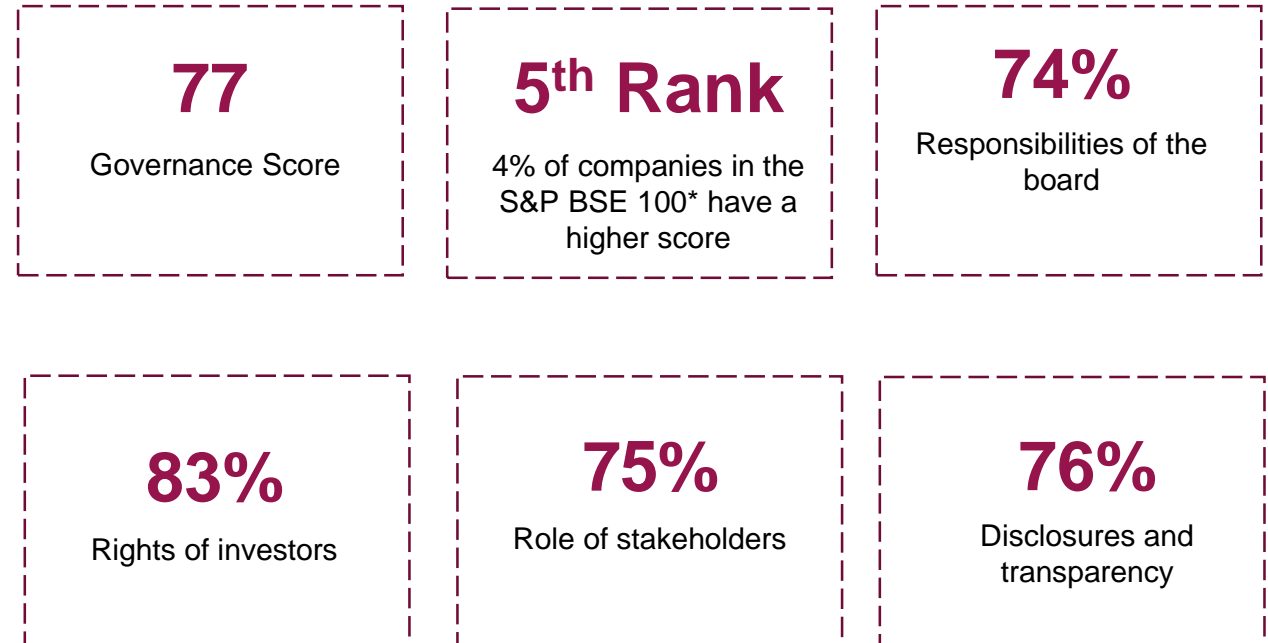 77
Governance Score
5th Rank
4% of companies in the
S&P BSE 100* have a
higher score
74%
Responsibilities of the
board
83%
Rights of investors
75%
Role of stakeholders
76%
Disclosures and
transparency